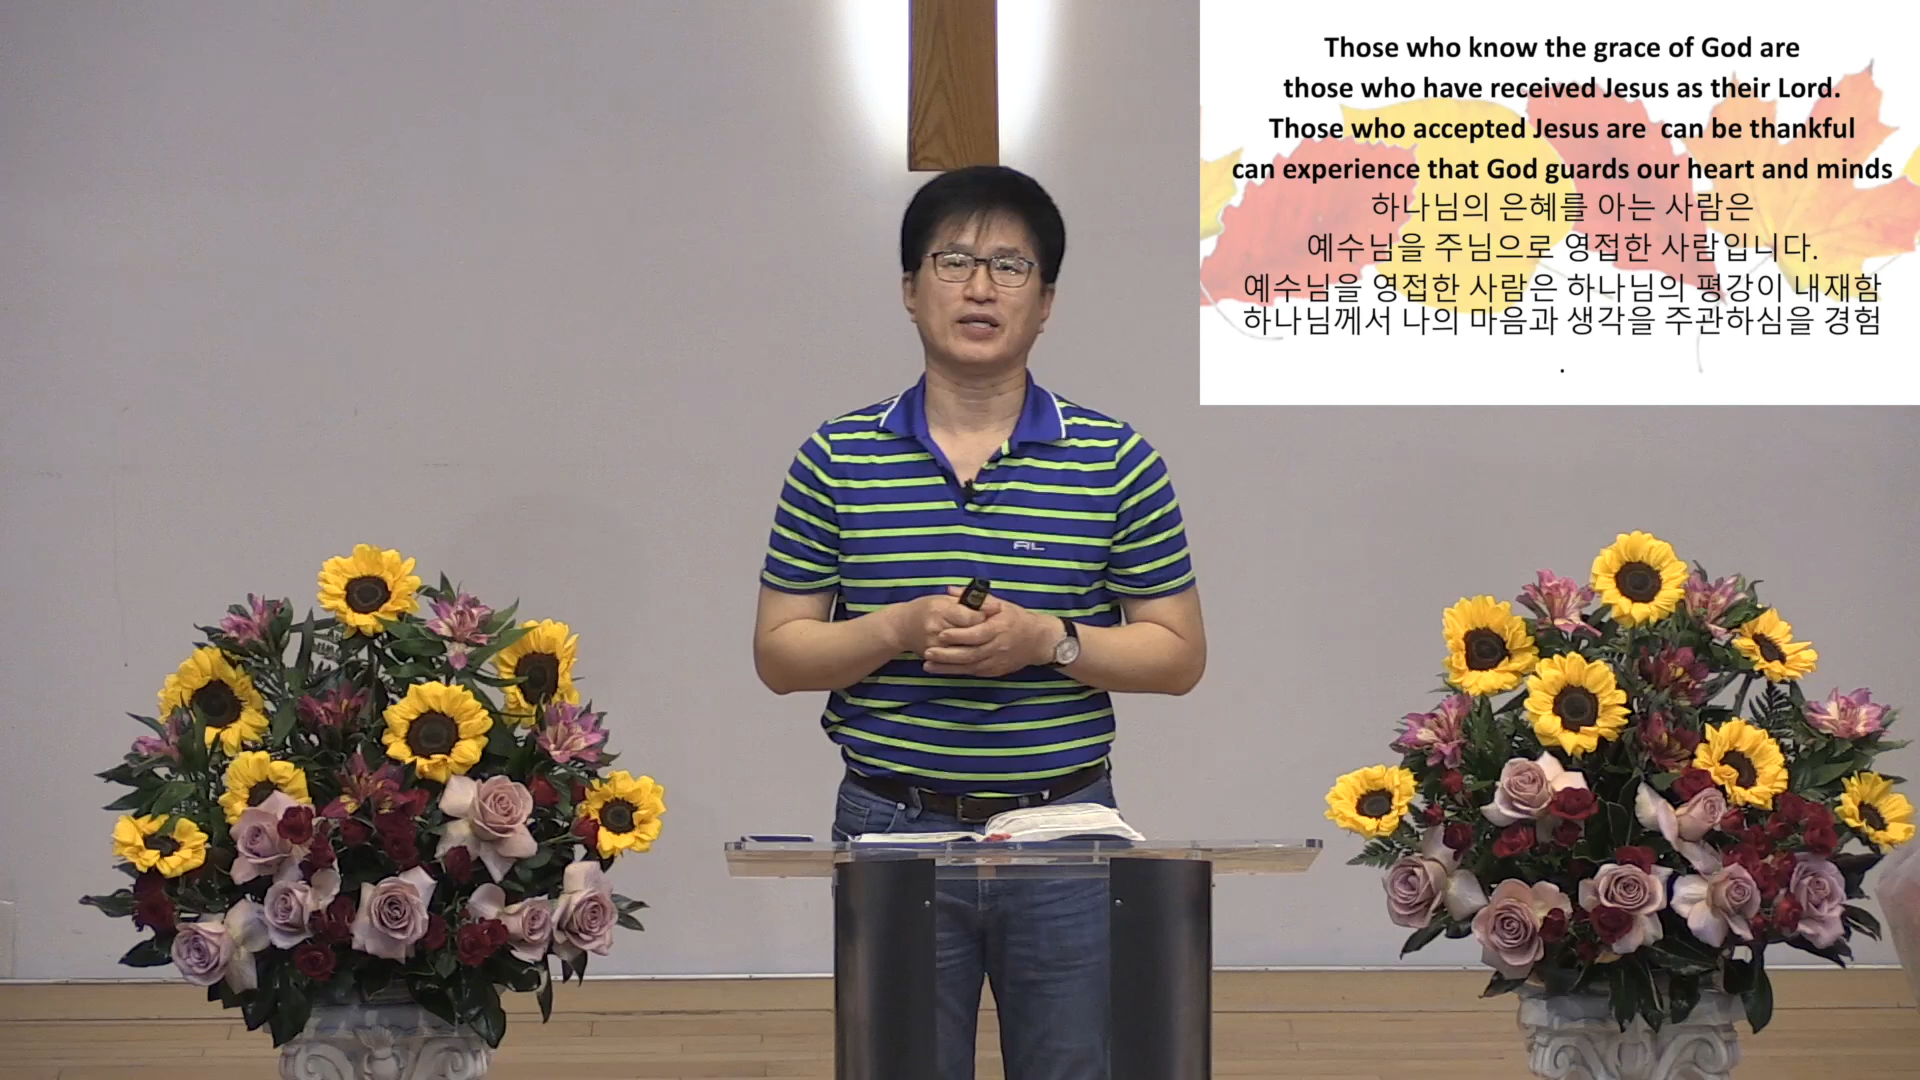 Those who know the grace of God are
those who have received Jesus as their Lord.
Those who accepted Jesus are can be thankful
can experience that God guards our heart and minds
하나님의 은혜를 아는 사람은
예수님을 주님으로 영접한 사람입니다.
예수님을 영접한 사람은 하나님의 평강이 내재함
하나님께서 나의 마음과 생각을 주관하심을 경험
.
RL